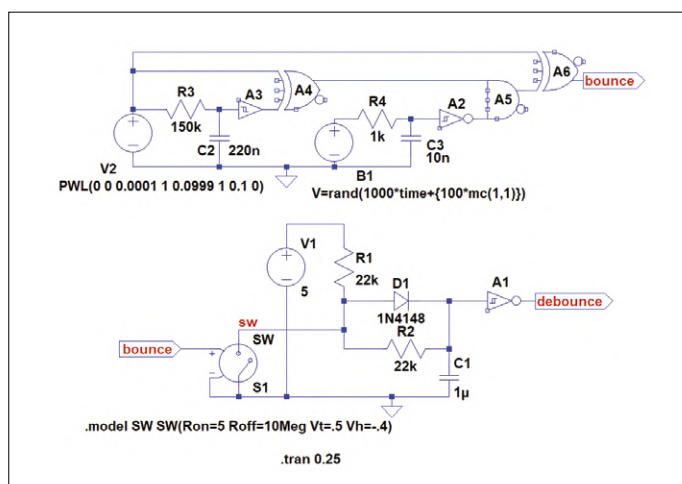 A6
bounce
A3
A4
A5
R3
150k
C2
220n
R4
1k
A2
C3
10n
V2
PWL(0 0 0.0001 1 0.0999 1 0.1 0)
B1
V=rand(1000*time+{100*mc(1,1)})
V1
5
R1
22k
D1
1N4148
A1
debounce
sw
bounce
SW
S1
R2
22k
C1
1µ
.model SW SW(Ron=5 Roff=10Meg Vt=.5 Vh=-.4)
.tran 0.25